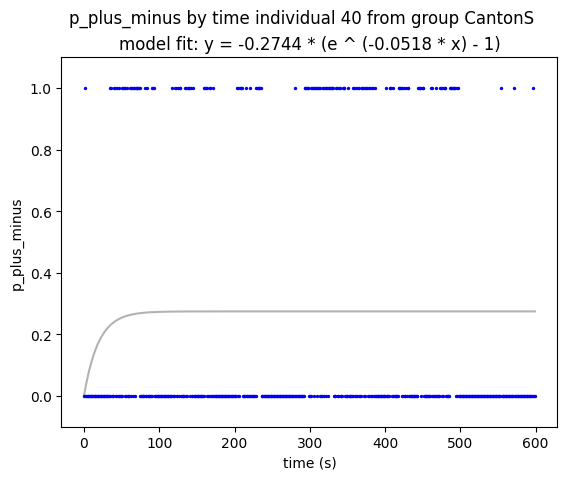 p_plus_minus by time individual 40 from group CantonS
model fit: y = -0.2744 * (e ^ (-0.0518 * x) - 1)
1.0
0.8
0.6
0.4
0.2
0.0
p_plus_minus
0 100 200 300 400 500 600
time (s)